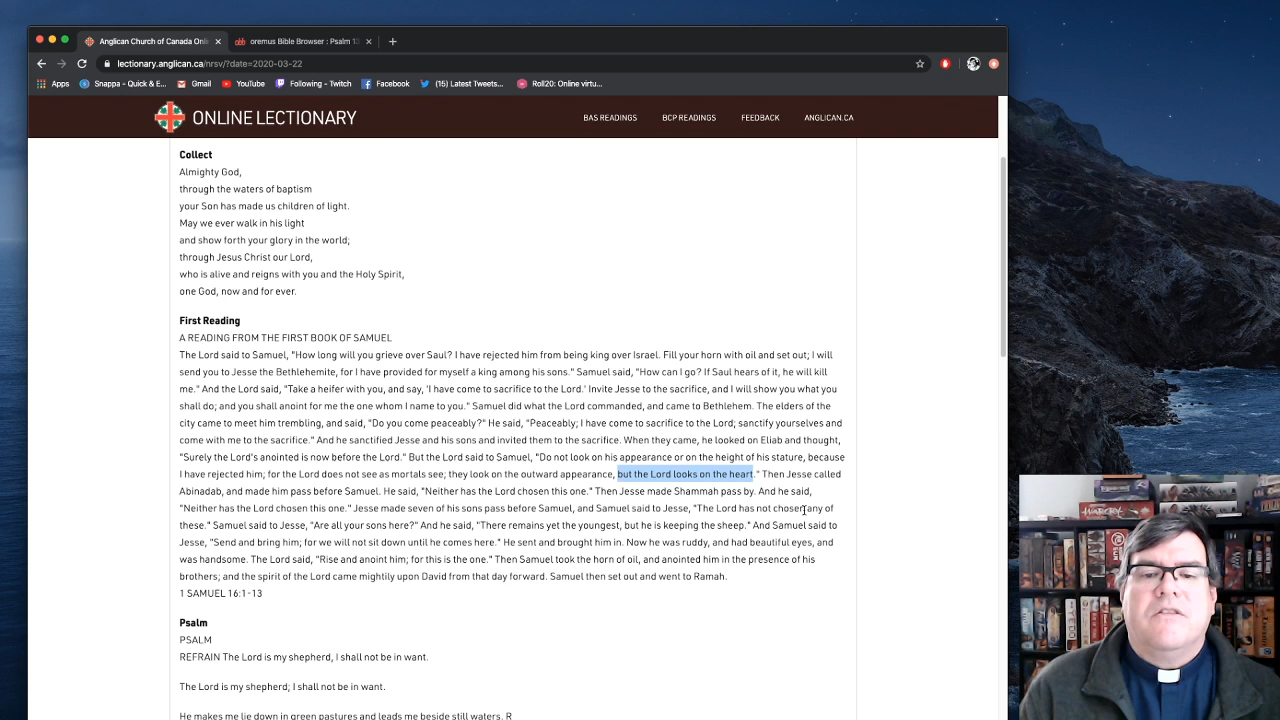 Anglican Church of Canada Onli
oremus Bible Browser : Psalm 13
lectionary.anglican.ca/nrsv/?date=2020-03-22
Apps
Snappa - Quick & E...
Gmail
YouTube
Following - Twitch
Facebook
(15) Latest Tweets...
Roll20: Online virtu...
ONLINE LECTIONARY
BAS READINGS
BCP READINGS
FEEDBACK
ANGLICAN.CA
Collect
Almighty God,
through the waters of baptism
your Son has made us children of light.
May we ever walk in his light
and show forth your glory in the world;
through Jesus Christ our Lord,
who is alive and reigns with you and the Holy Spirit,
one God, now and for ever.
First Reading
A READING FROM THE FIRST BOOK OF SAMUEL
The Lord said to Samuel, "How long will you grieve over Saul? I have rejected him from being king over Israel. Fill your horn with oil and set out; I will
send you to Jesse the Bethlehemite, for I have provided for myself a king among his sons." Samuel said, "How can I go? If Saul hears of it, he will kill
me." And the Lord said, "Take a heifer with you, and say, 'I have come to sacrifice to the Lord.' Invite Jesse to the sacrifice, and I will show you what you
shall do; and you shall anoint for me the one whom I name to you." Samuel did what the Lord commanded, and came to Bethlehem. The elders of the
city came to meet him trembling, and said, "Do you come peaceably?" He said, "Peaceably; I have come to sacrifice to the Lord; sanctify yourselves and
come with me to the sacrifice." And he sanctified Jesse and his sons and invited them to the sacrifice. When they came, he looked on Eliab and thought,
"Surely the Lord's anointed is now before the Lord." But the Lord said to Samuel, "Do not look on his appearance or on the height of his stature, because
I have rejected him; for the Lord does not see as mortals see; they look on the outward appearance, but the Lord looks on the heart." Then Jesse called
Abinadab, and made him pass before Samuel. He said, "Neither has the Lord chosen this one." Then Jesse made Shammah pass by. And he said,
"Neither has the Lord chosen this one." Jesse made seven of his sons pass before Samuel, and Samuel said to Jesse, "The Lord has not chosen any of
these." Samuel said to Jesse, "Are all your sons here?" And he said, "There remains yet the youngest, but he is keeping the sheep." And Samuel said to
Jesse, "Send and bring him; for we will not sit down until he comes here." He sent and brought him in. Now he was ruddy, and had beautiful eyes, and
was handsome. The Lord said, "Rise and anoint him; for this is the one." Then Samuel took the horn of oil, and anointed him in the presence of his
brothers; and the spirit of the Lord came mightily upon David from that day forward. Samuel then set out and went to Ramah.
1 SAMUEL 16:1-13
Psalm
PSALM
REFRAIN The Lord is my shepherd, I shall not be in want.
The Lord is my shepherd; I shall not be in want.
He makes me lie down in green pastures and leads me beside still waters. R